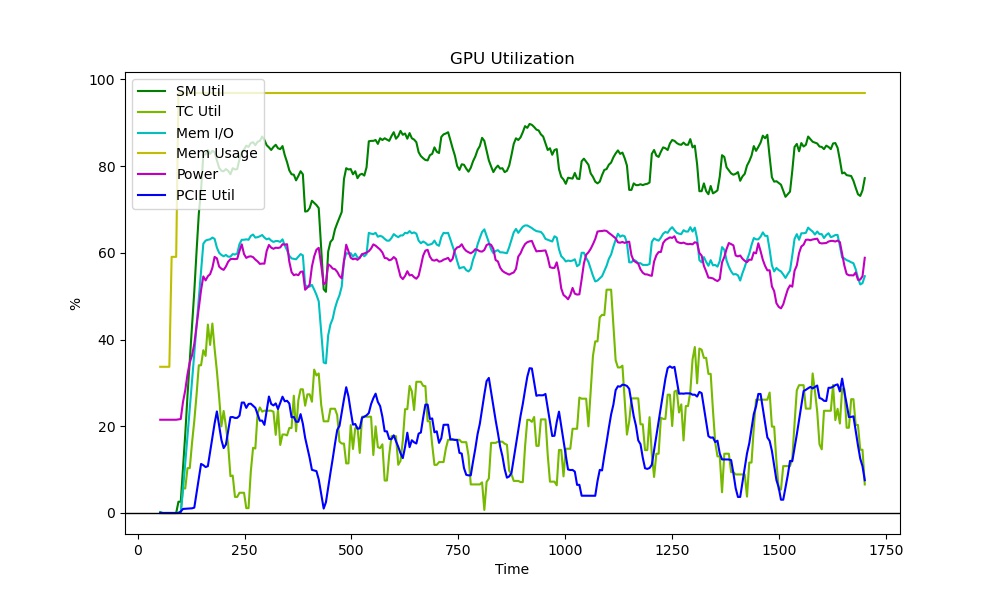 GPU Utilization
100
80
60
40
20
0
%
SM Util
TC Util
Mem I/O
Mem Usage
Power
PCIE Util
0
250
500
750
1000
1250
1500
1750
Time